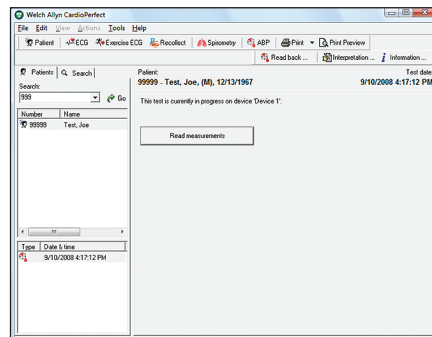 Welch Allyn CardioPerfect
File Edit View Actions Tools Help
Patient ECG Exercise ECG Recollect Spirometry ABP Print Print Preview
Read back ... Interpretation ... Information ...
Patients Search
Search:
999 Go
Number Name
99999 Test, Joe
Type Date & time
9/10/2008 4:17:12 PM
Patient: Test date
99999 - Test, Joe, (M), 12/13/1967 9/10/2008 4:17:12 PM
This test is currently in progress on device 'Device 1'.
Read measurements